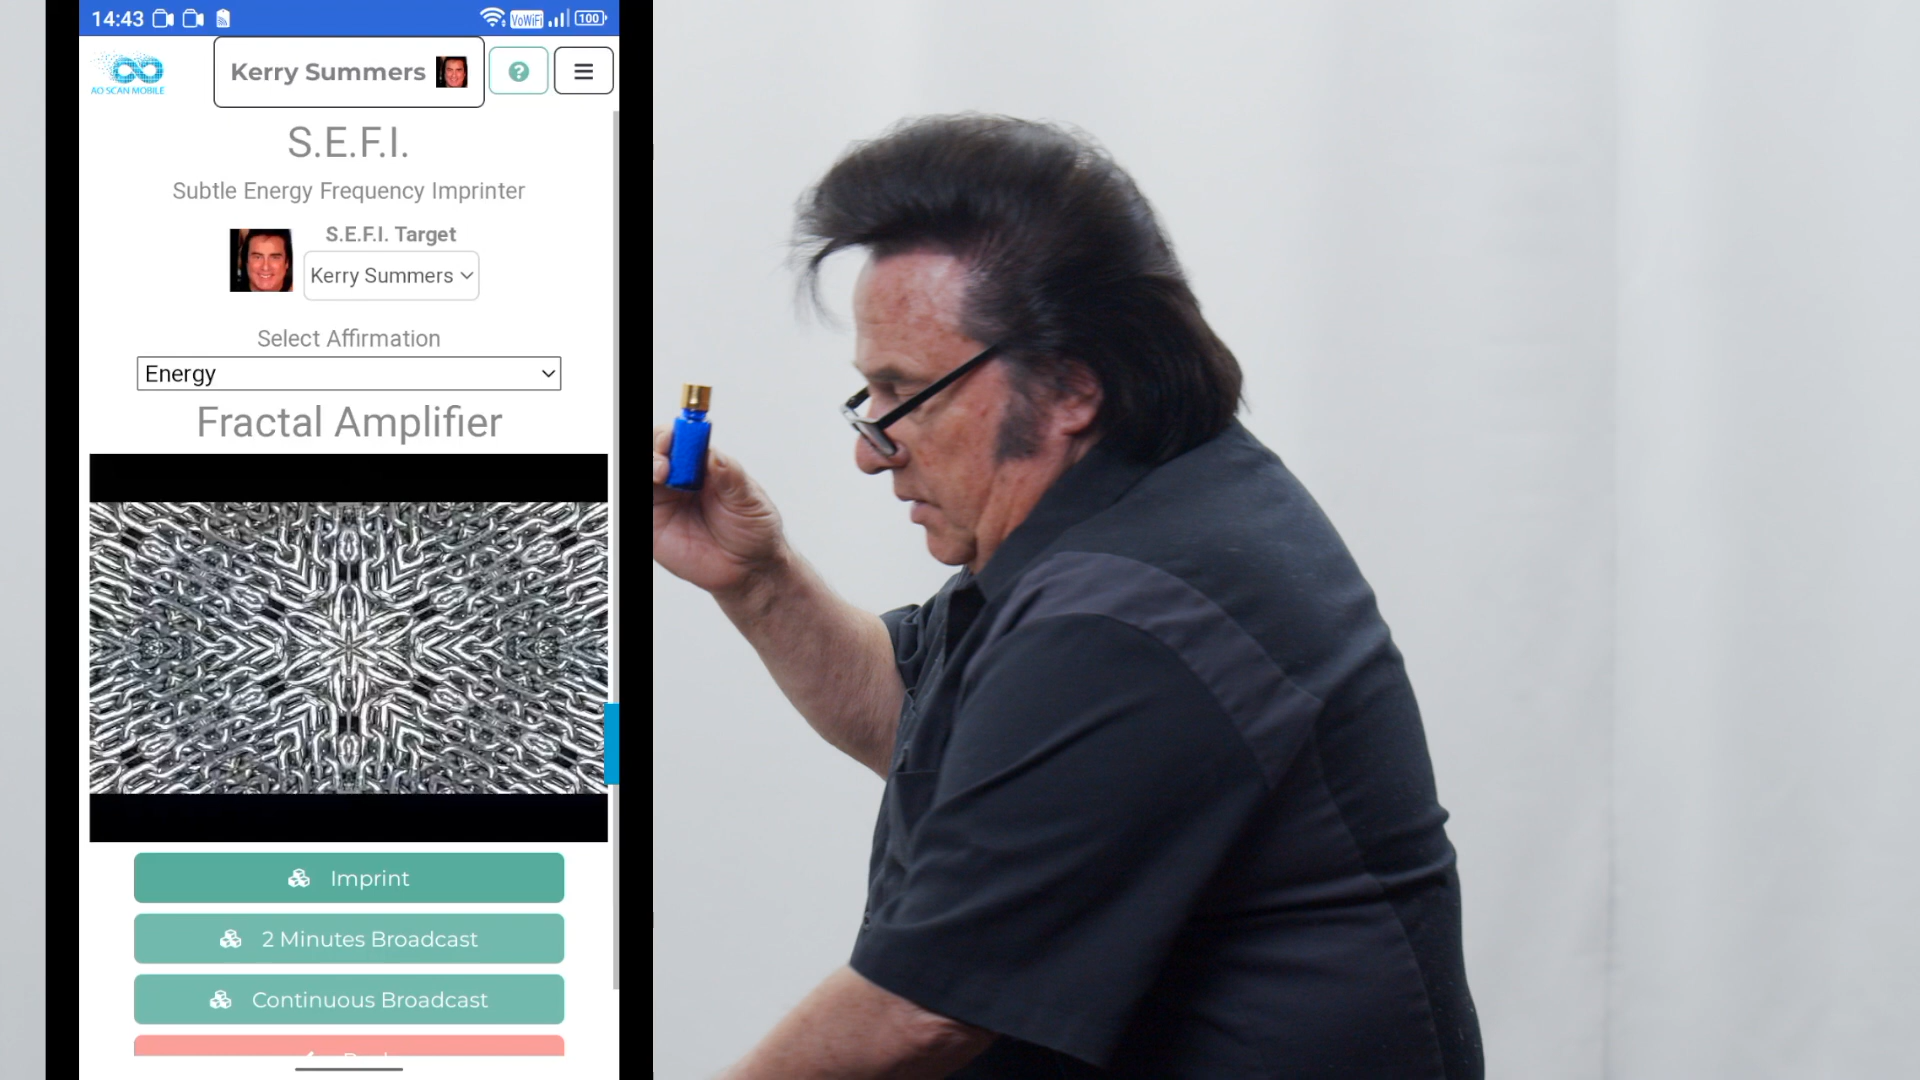 14:43
VoWiFi
100
AO SCAN MOBILE
Kerry Summers
?
S.E.F.I.
Subtle Energy Frequency Imprinter
S.E.F.I. Target
Kerry Summers
Select Affirmation
Energy
Fractal Amplifier
Imprint
2 Minutes Broadcast
Continuous Broadcast